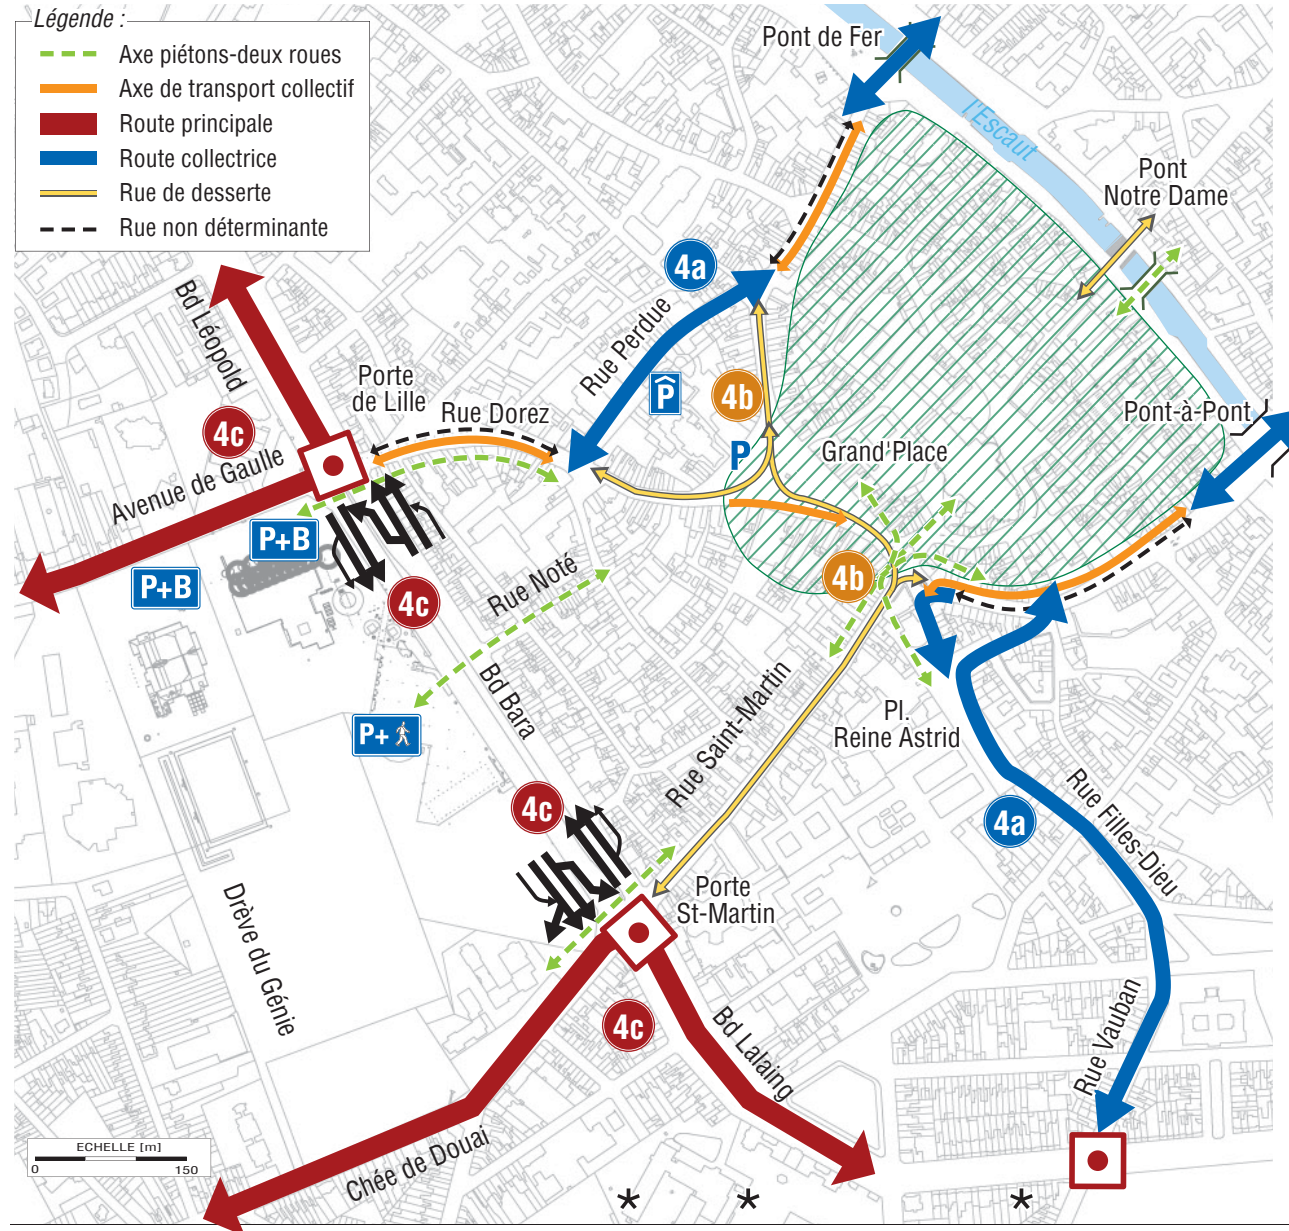 Légende :
Axe piétons-deux roues
Axe de transport collectif
Route principale
Route collectrice
Rue de desserte
Rue non déterminante
Pont de Fer
l'Escaut
Pont
Notre Dame
4a
Bd Léopold
Rue Perdue
Porte
de Lille
P
4b
Rue Dorez
Pont-à-Pont
4c
P
Grand'Place
Avenue de Gaulle
P+B
P+B
4b
Rue Noté
4c
Bd Bara
Rue Saint-Martin
Pl.
Reine Astrid
P+
4c
4a
Rue Filles-Dieu
Porte
St-Martin
Drève du Génie
4c
Bd Lalaing
Rue Vauban
ECHELLE [m]
0 150
Chée de Douai
* * *